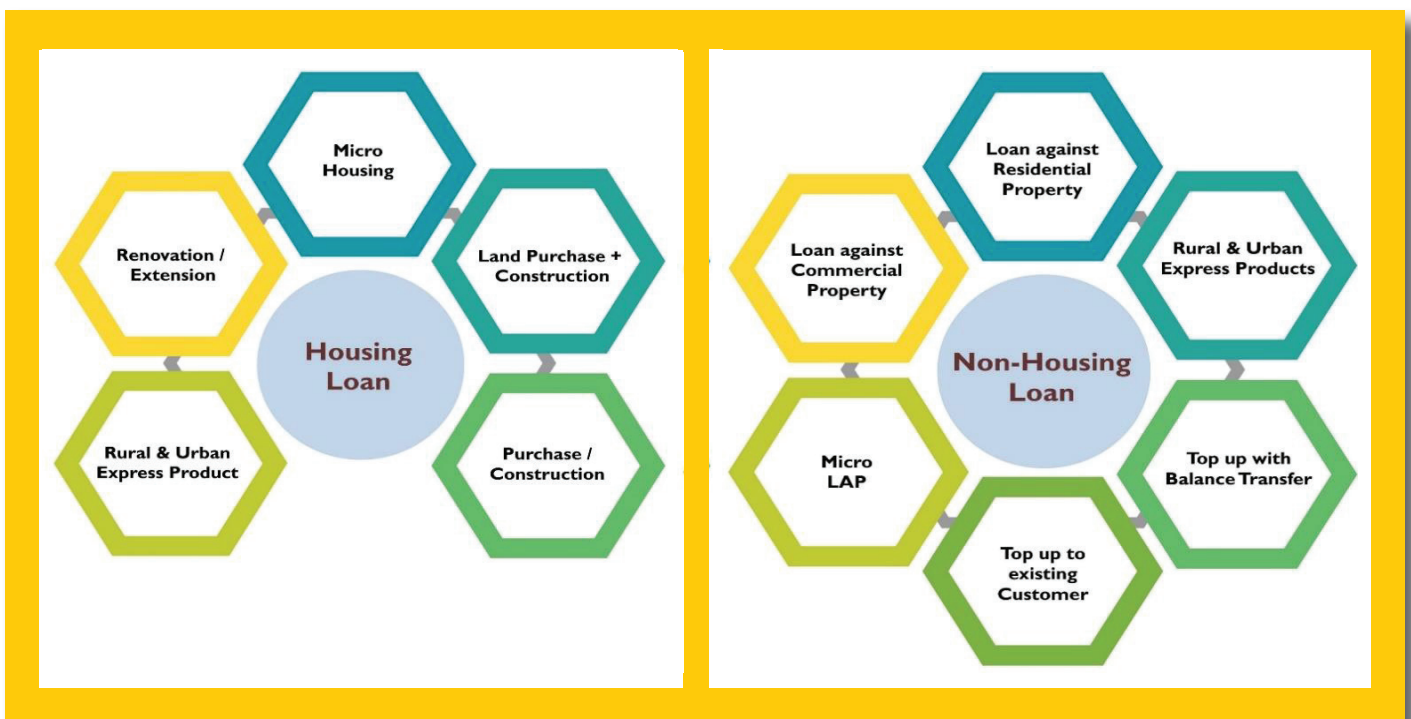 Micro
Housing
Renovation /
Extension
Land Purchase +
Construction
Housing
Loan
Rural & Urban
Express Product
Purchase /
Construction
Loan against
Residential
Property
Loan against
Commercial
Property
Rural & Urban
Express Products
Non-Housing
Loan
Micro
LAP
Top up with
Balance Transfer
Top up to
existing
Customer